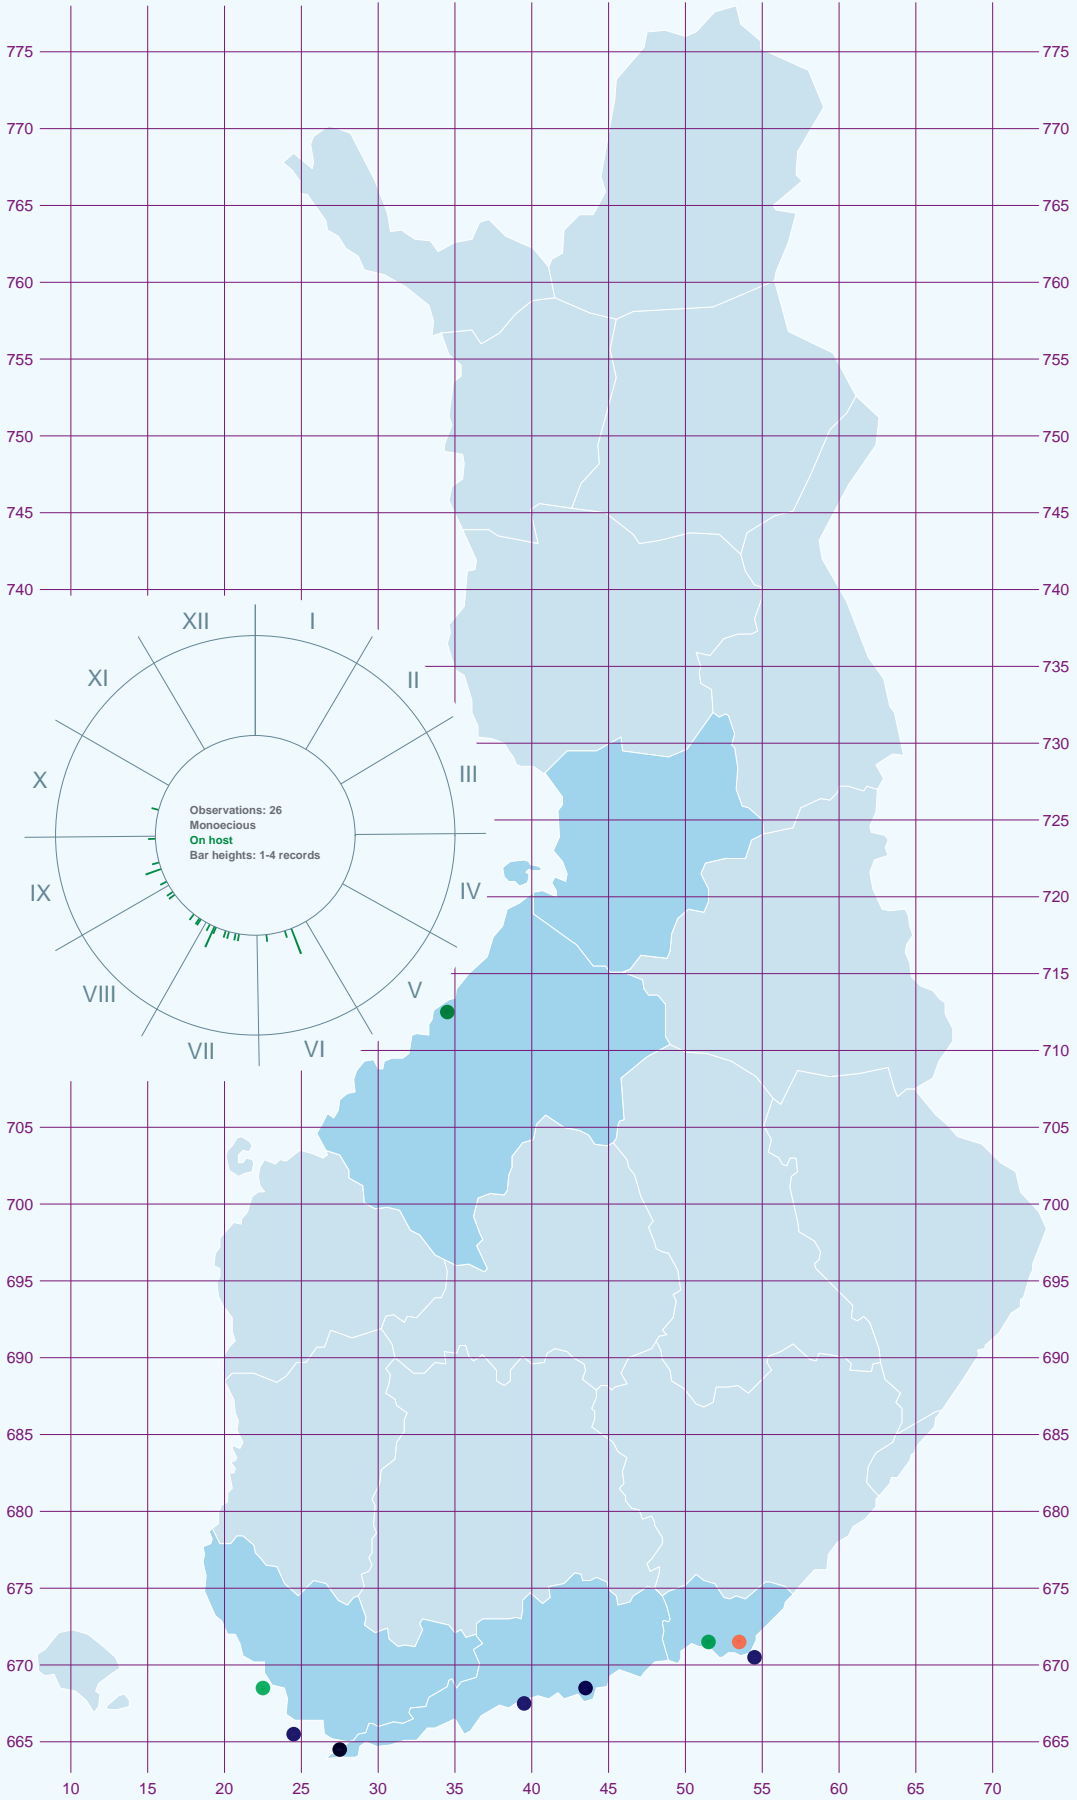 775 775
770 770
765 765
760 760
755 755
750 750
745 745
740 740
XII I
XI II
735 735
730 730
X III
Observations: 26
725 725
Monoecious
On host
Bar heights: 1-4 records
IX IV
720 720
715 715
VIII V
VII VI
710 710
705 705
700 700
695 695
690 690
685 685
680 680
675 675
670 670
665 665
10 15 20 25 30 35 40 45 50 55 60 65 70